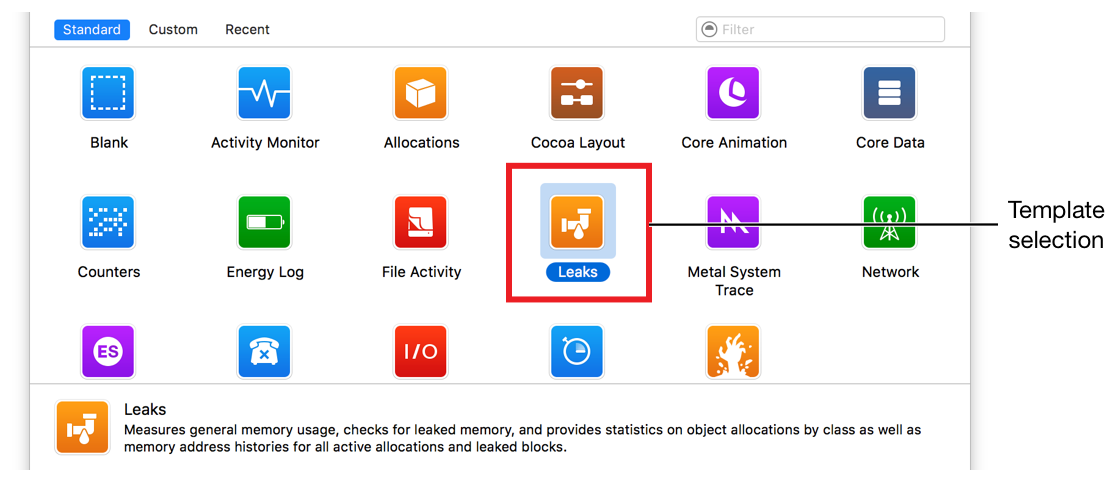 Standard Custom Recent Filter
Blank Activity Monitor Allocations Cocoa Layout Core Animation Core Data
Template
selection
Counters Energy Log File Activity Leaks Metal System Network
Trace
ES I/O
Leaks
Measures general memory usage, checks for leaked memory, and provides statistics on object allocations by class as well as
memory address histories for all active allocations and leaked blocks.